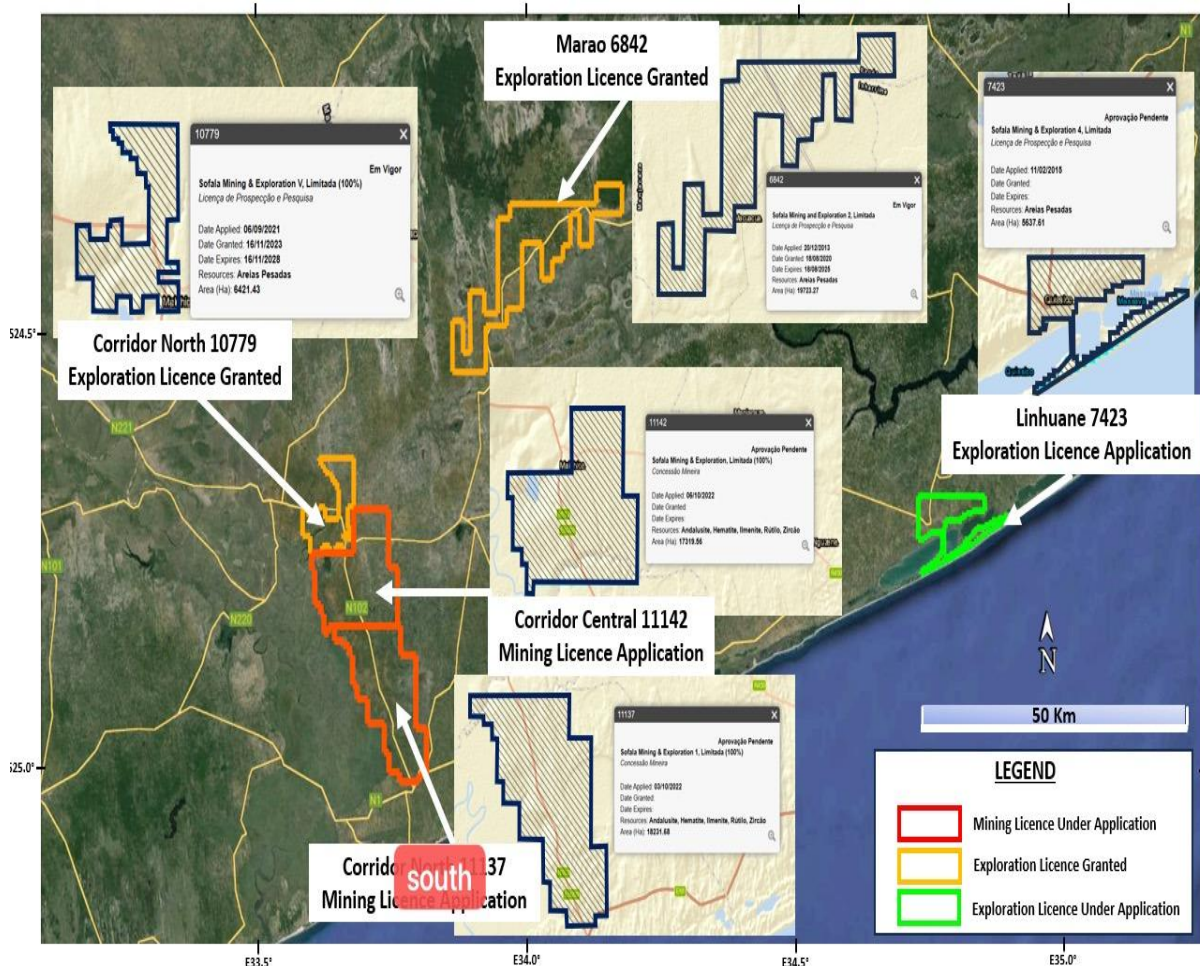 Marao 6842
Exploration Licence Granted
10779
X
Em Vigor
Sofala Mining & Exploration V, Limitada (100%)
Licença de Prospecção e Pesquisa
Date Applied: 06/09/2021
Date Granted: 16/11/2023
Date Expires: 16/11/2028
Resources: Areias Pesadas
Area (Ha): 6421.43
6842
X
Em Vigor
Sofala Mining and Exploration 2, Limitada
Licença de Prospecção e Pesquisa
Date Applied: 20/12/2013
Date Granted: 18/08/2020
Date Expires: 18/08/2025
Resources: Areias Pesadas
Area (Ha): 19723.27
7423
X
Aprovação Pendente
Sofala Mining & Exploration 4, Limitada
Licença de Prospecção e Pesquisa
Date Applied: 11/02/2015
Date Granted:
Date Expires:
Resources: Areias Pesadas
Area (Ha): 5637.61
N1
Corridor North 10779
Exploration Licence Granted
Linhuane 7423
Exploration Licence Application
11142
X
Aprovação Pendente
Sofala Mining & Exploration, Limitada (100%)
Concessão Mineira
Date Applied: 06/10/2022
Date Granted:
Date Expires:
Resources: Andalusite, Hematite, Ilmenite, Rútilo, Zircão
Area (Ha): 17319.56
Corridor Central 11142
Mining Licence Application
11137
X
Aprovação Pendente
Sofala Mining & Exploration 1, Limitada (100%)
Concessão Mineira
Date Applied: 03/10/2022
Date Granted:
Date Expires:
Resources: Andalusite, Hematite, Ilmenite, Rútilo, Zircão
Area (Ha): 18231.68
Corridor North 11137
south
Mining Licence Application
N221
N101
N220
N102
N1
N
50 Km
LEGEND
Mining Licence Under Application
Exploration Licence Granted
Exploration Licence Under Application
S24.5°
S25.0°
E33.5°
E34.0°
E34.5°
E35.0°